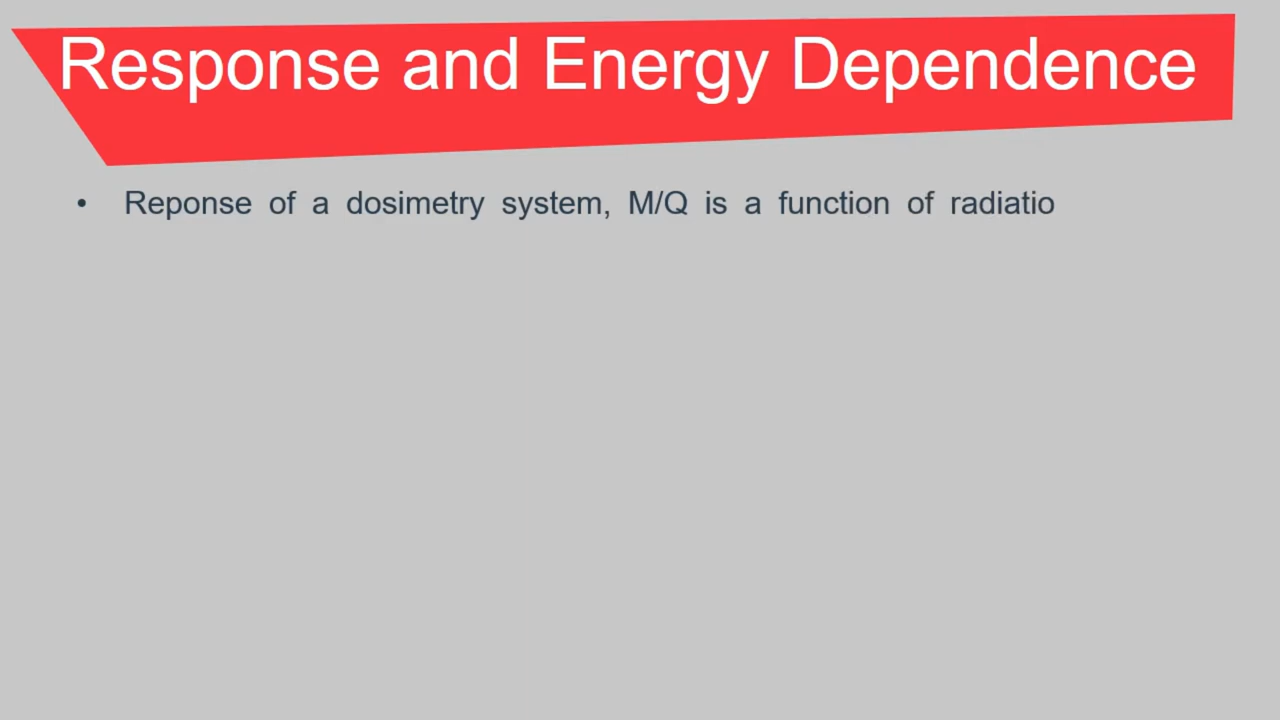 Response and Energy Dependence
• Reponse of a dosimetry system, M/Q is a function of radiatio